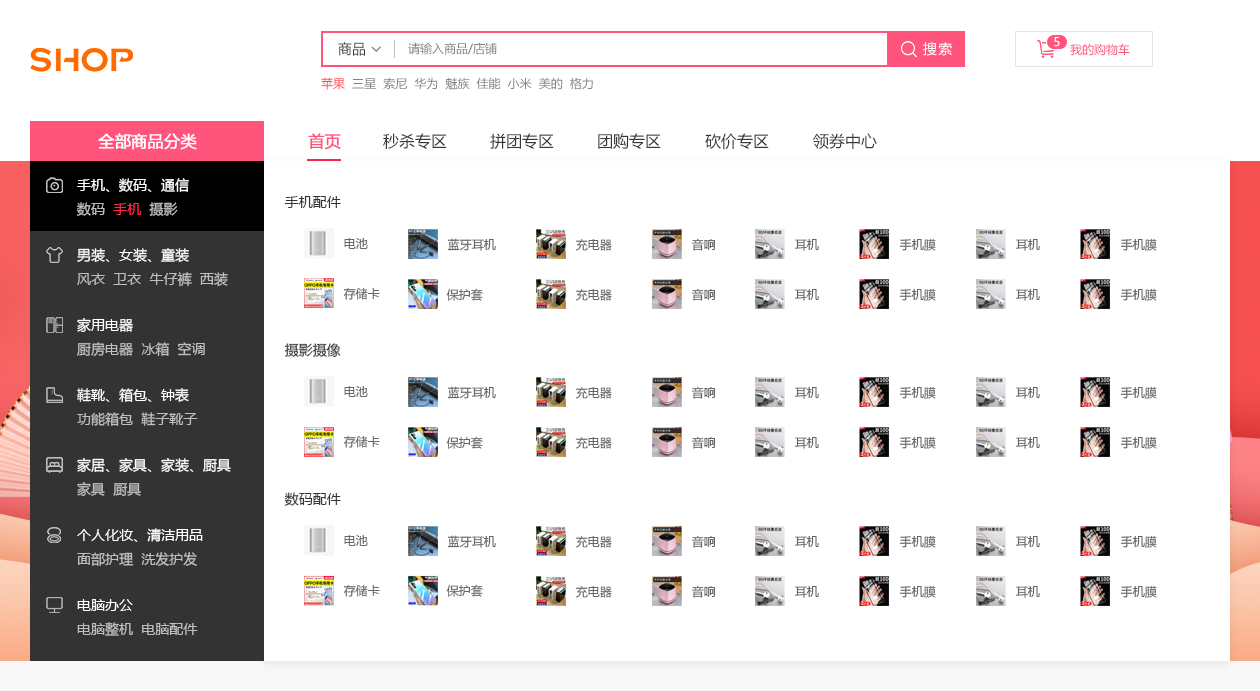 SHOP
商品 请输入商品/店铺 搜索
5 我的购物车
苹果 三星 索尼 华为 魅族 佳能 小米 美的 格力
全部商品分类
首页 秒杀专区 拼团专区 团购专区 砍价专区 领券中心
手机、数码、通信
数码 手机 摄影
男装、女装、童装
风衣 卫衣 牛仔裤 西装
家用电器
厨房电器 冰箱 空调
鞋靴、箱包、钟表
功能箱包 鞋子靴子
家居、家具、家装、厨具
家具 厨具
个人化妆、清洁用品
面部护理 洗发护发
电脑办公
电脑整机 电脑配件
手机配件
电池 蓝牙耳机 充电器 音响 耳机 手机膜 耳机 手机膜
存储卡 保护套 充电器 音响 耳机 手机膜 耳机 手机膜
摄影摄像
电池 蓝牙耳机 充电器 音响 耳机 手机膜 耳机 手机膜
存储卡 保护套 充电器 音响 耳机 手机膜 耳机 手机膜
数码配件
电池 蓝牙耳机 充电器 音响 耳机 手机膜 耳机 手机膜
存储卡 保护套 充电器 音响 耳机 手机膜 耳机 手机膜